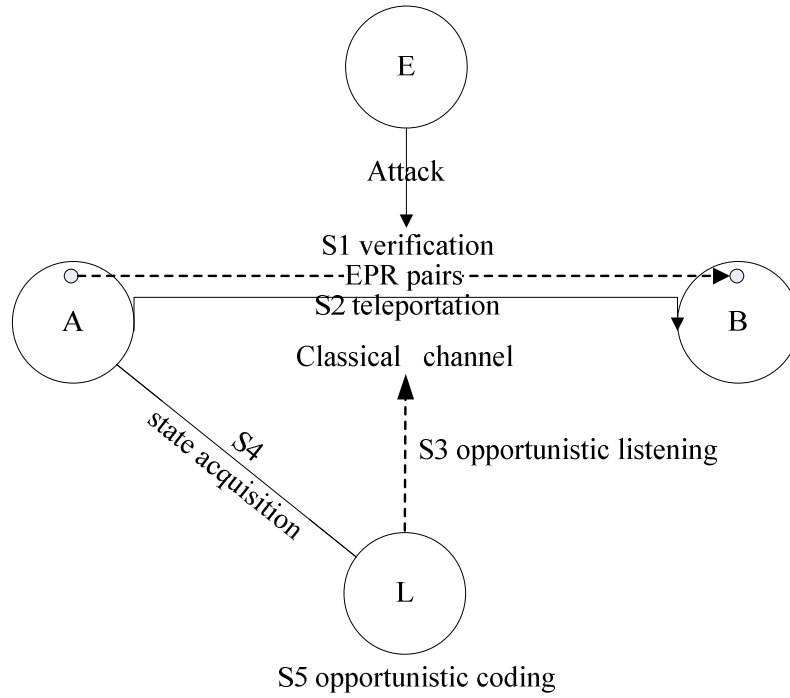 E
Attack
S1 verification
EPR pairs
S2 teleportation
A
B
Classical channel
S4
state acquisition
S3 opportunistic listening
L
S5 opportunistic coding